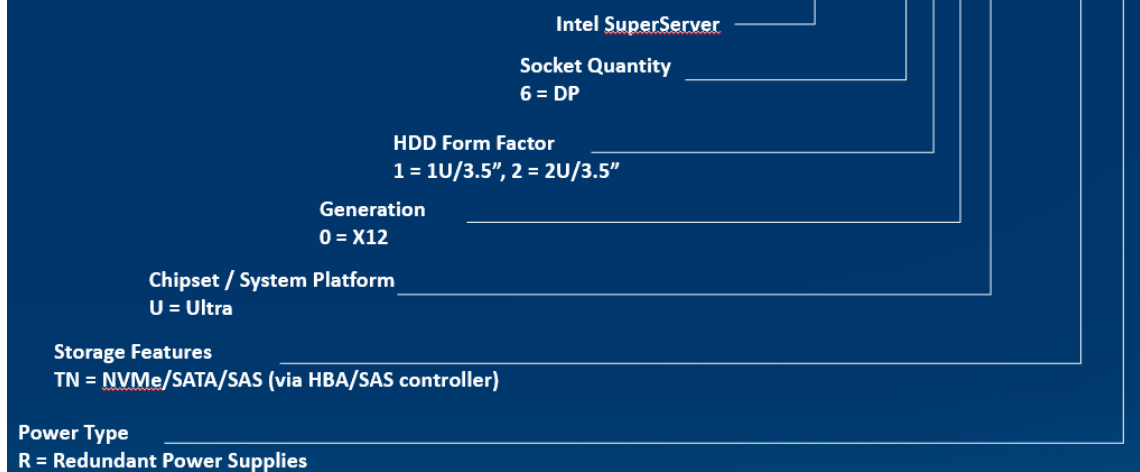 Intel SuperServer
Socket Quantity
6 = DP
HDD Form Factor
1 = 1U/3.5”, 2 = 2U/3.5”
Generation
0 = X12
Chipset / System Platform
U = Ultra
Storage Features
TN = NVMe/SATA/SAS (via HBA/SAS controller)
Power Type
R = Redundant Power Supplies